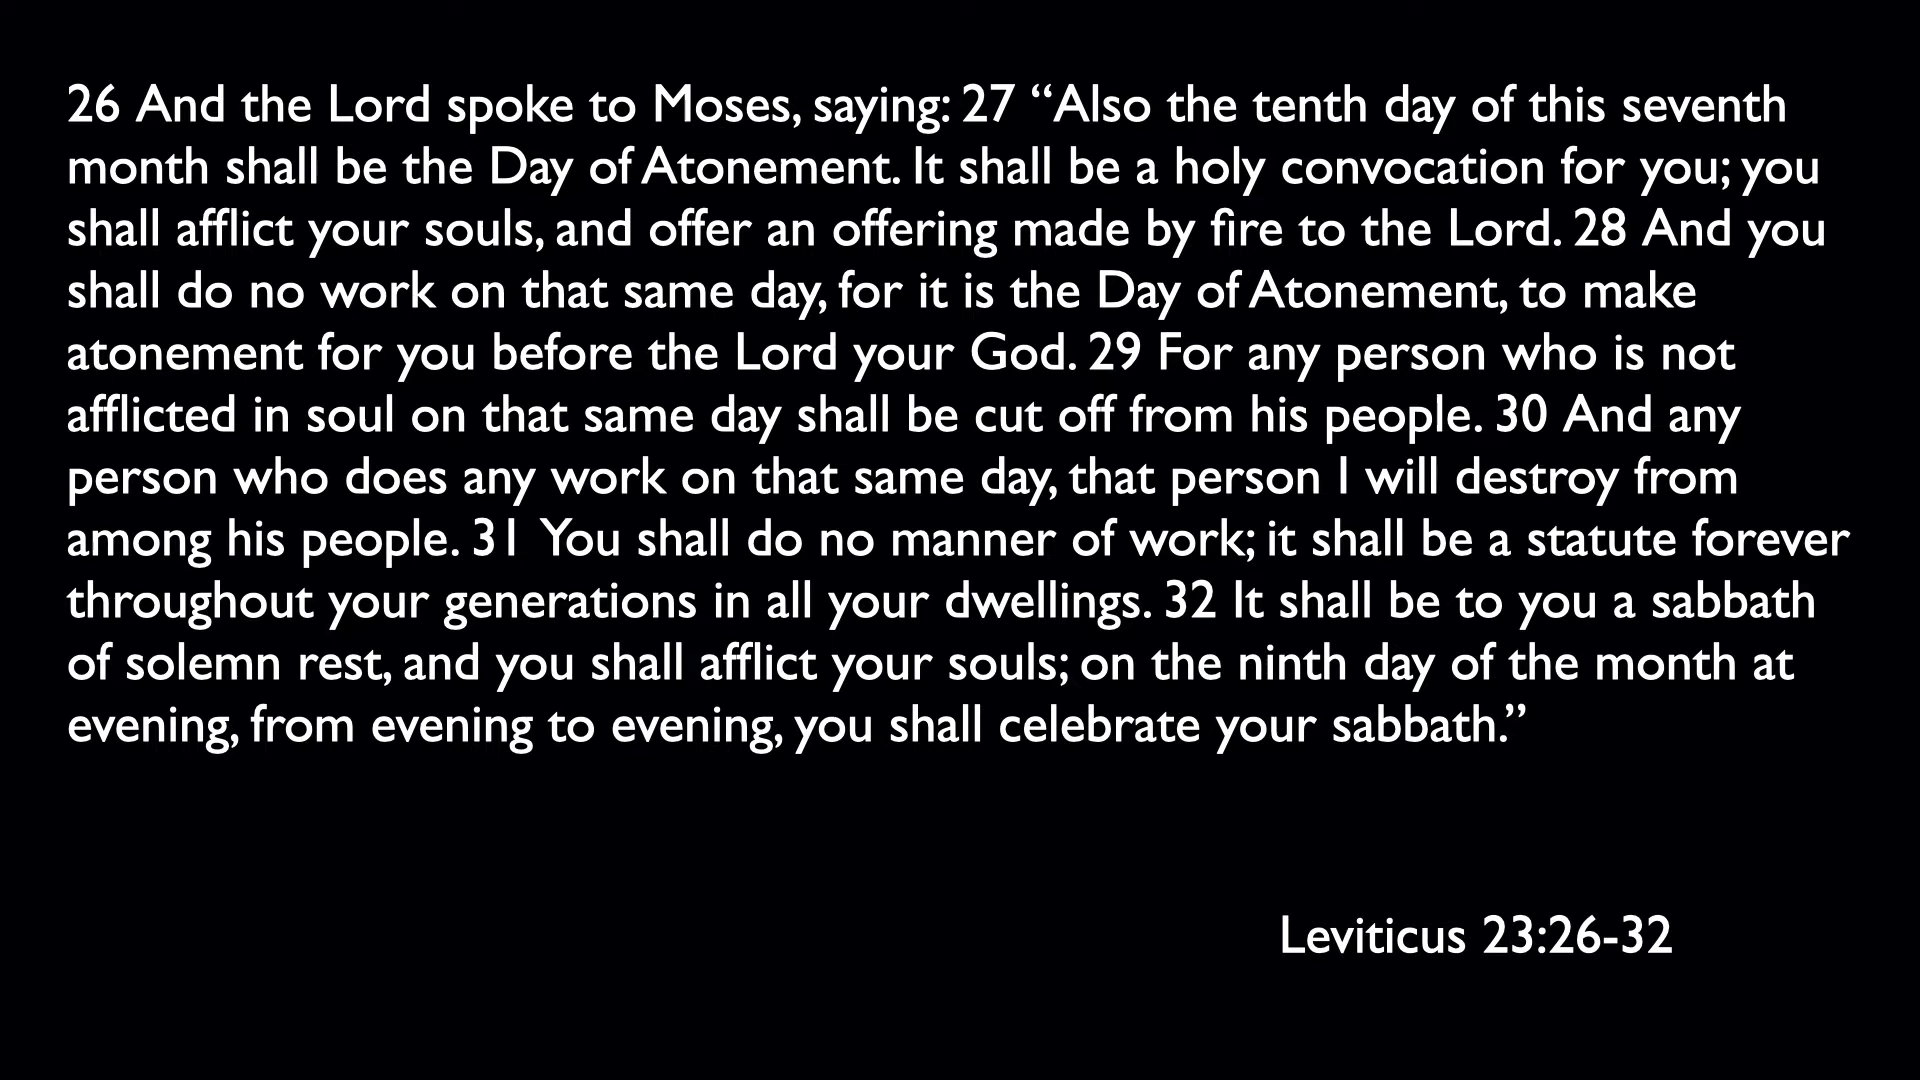 26 And the Lord spoke to Moses, saying: 27 “Also the tenth day of this seventh
month shall be the Day of Atonement. It shall be a holy convocation for you; you
shall afflict your souls, and offer an offering made by fire to the Lord. 28 And you
shall do no work on that same day, for it is the Day of Atonement, to make
atonement for you before the Lord your God. 29 For any person who is not
afflicted in soul on that same day shall be cut off from his people. 30 And any
person who does any work on that same day, that person I will destroy from
among his people. 31 You shall do no manner of work; it shall be a statute forever
throughout your generations in all your dwellings. 32 It shall be to you a sabbath
of solemn rest, and you shall afflict your souls; on the ninth day of the month at
evening, from evening to evening, you shall celebrate your sabbath.”
Leviticus 23:26-32